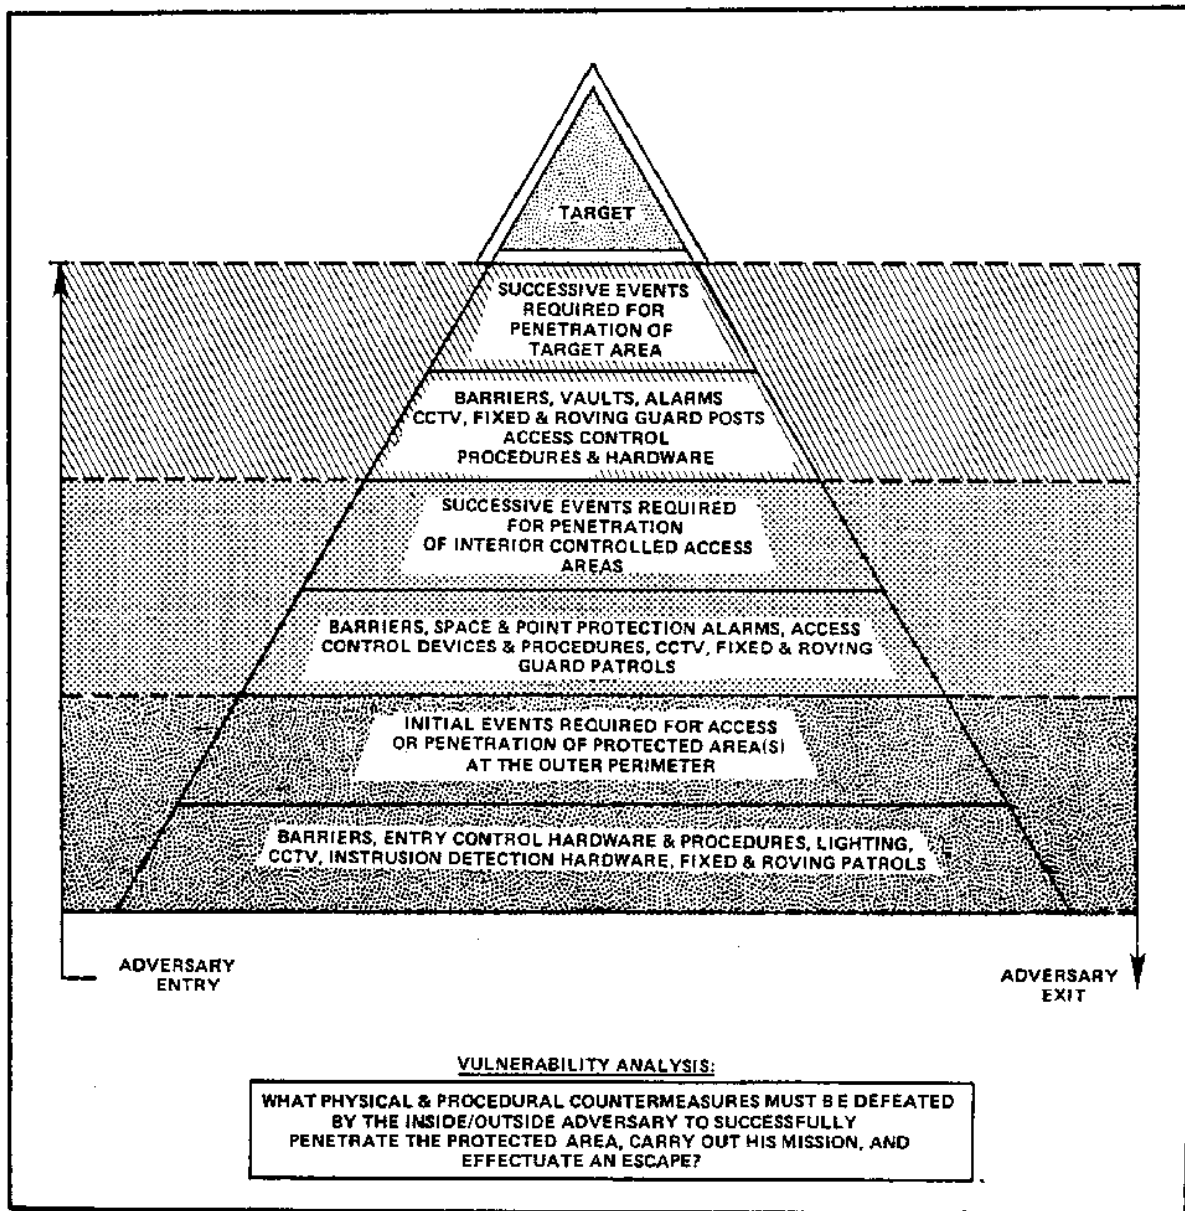 TARGET
SUCCESSIVE EVENTS
REQUIRED FOR
PENETRATION OF
TARGET AREA
BARRIERS, VAULTS, ALARMS
CCTV, FIXED & ROVING GUARD POSTS
ACCESS CONTROL
PROCEDURES & HARDWARE
SUCCESSIVE EVENTS REQUIRED
FOR PENETRATION
OF INTERIOR CONTROLLED ACCESS
AREAS
BARRIERS, SPACE & POINT PROTECTION ALARMS, ACCESS
CONTROL DEVICES & PROCEDURES, CCTV, FIXED & ROVING
GUARD PATROLS
INITIAL EVENTS REQUIRED FOR ACCESS
OR PENETRATION OF PROTECTED AREA(S)
AT THE OUTER PERIMETER
BARRIERS, ENTRY CONTROL HARDWARE & PROCEDURES, LIGHTING,
CCTV, INSTRUSION DETECTION HARDWARE, FIXED & ROVING PATROLS
ADVERSARY
ENTRY
ADVERSARY
EXIT
VULNERABILITY ANALYSIS:
WHAT PHYSICAL & PROCEDURAL COUNTERMEASURES MUST BE DEFEATED
BY THE INSIDE/OUTSIDE ADVERSARY TO SUCCESSFULLY
PENETRATE THE PROTECTED AREA, CARRY OUT HIS MISSION, AND
EFFECTUATE AN ESCAPE?